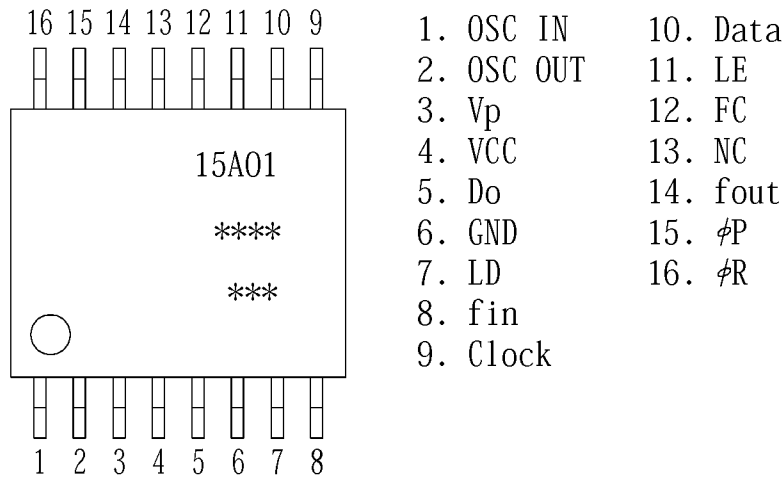 16 15 14 13 12 11 10 9
15A01
****
***
1 2 3 4 5 6 7 8
1. OSC IN
2. OSC OUT
3. Vp
4. VCC
5. Do
6. GND
7. LD
8. fin
9. Clock
10. Data
11. LE
12. FC
13. NC
14. fout
15. ϕP
16. ϕR